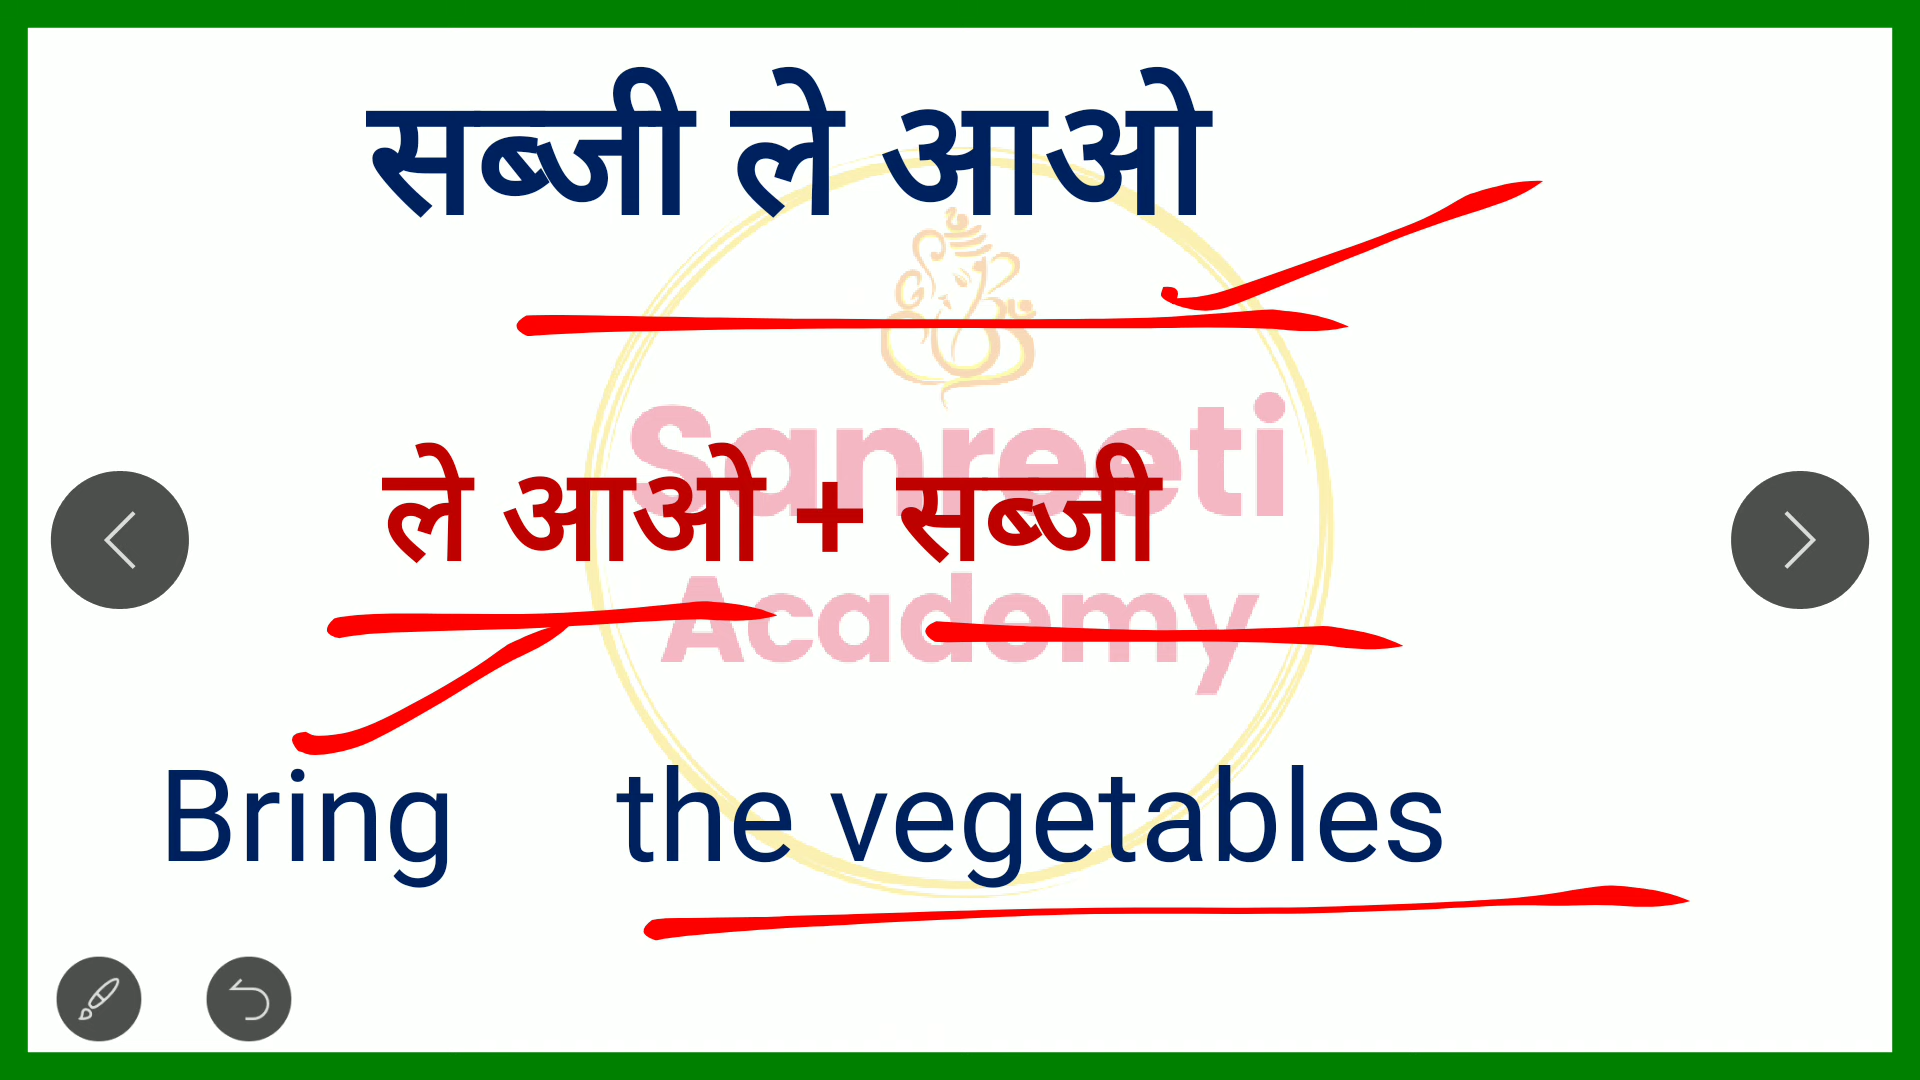 सब्जी ले आओ
Sanreeti
ले आओ + सब्जी
Academy
Bring the vegetables